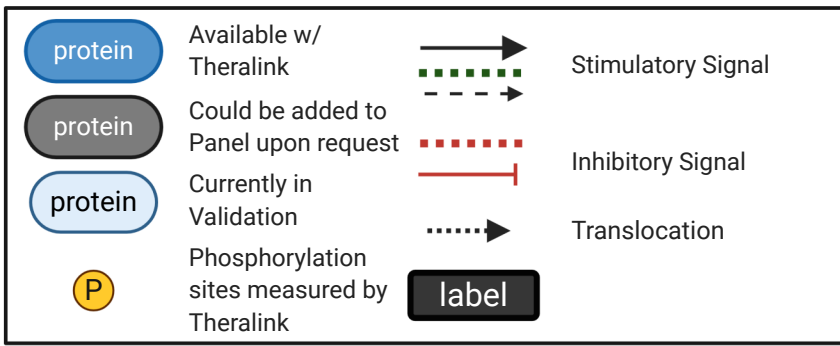 protein
Available w/
Theralink
protein
Could be added to
Panel upon request
protein
Currently in
Validation
P
Phosphorylation
sites measured by
Theralink
Stimulatory Signal
Inhibitory Signal
Translocation
label